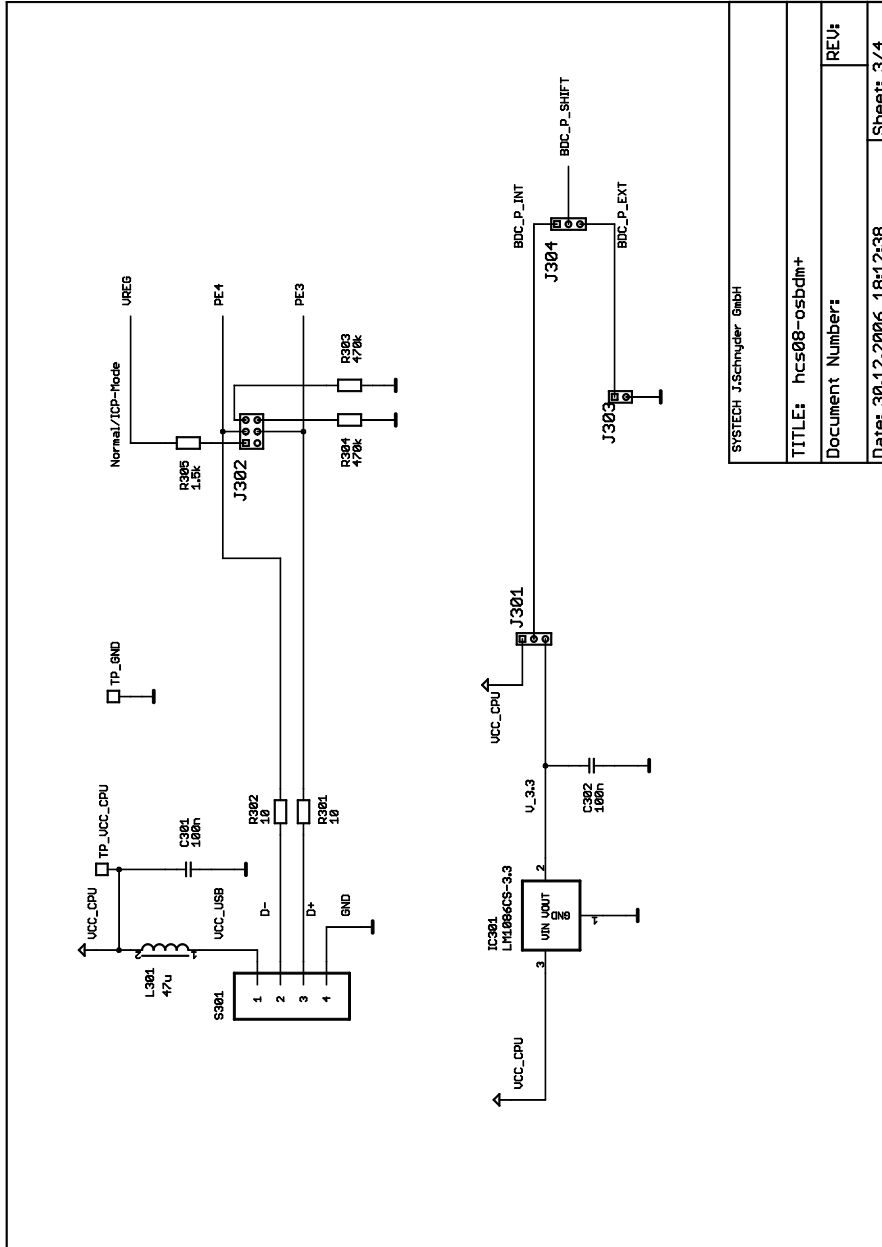 VCC_CPU
TP_VCC_CPU
L301
47u
2
1
C301
100n
VCC_USB
S301
1
2
3
4
D-
D+
GND
R302
10
R301
10
TP_GND
Normal/ICP-Mode
R305
1.5k
J302
R304
470k
R303
470k
VREG
PE4
PE3
VCC_CPU
IC301
LM1086CS-3.3
3
VIN VOUT
GND
2
1
V_3.3
C302
100n
VCC_CPU
J301
J303
J304
BDC_P_INT
BDC_P_SHIFT
BDC_P_EXT
SYSTECH J.Schnyder GmbH
TITLE: hcs08-osbdm+
Document Number:
REV:
Date: 30.12.2006 18:12:38
Sheet: 3/4